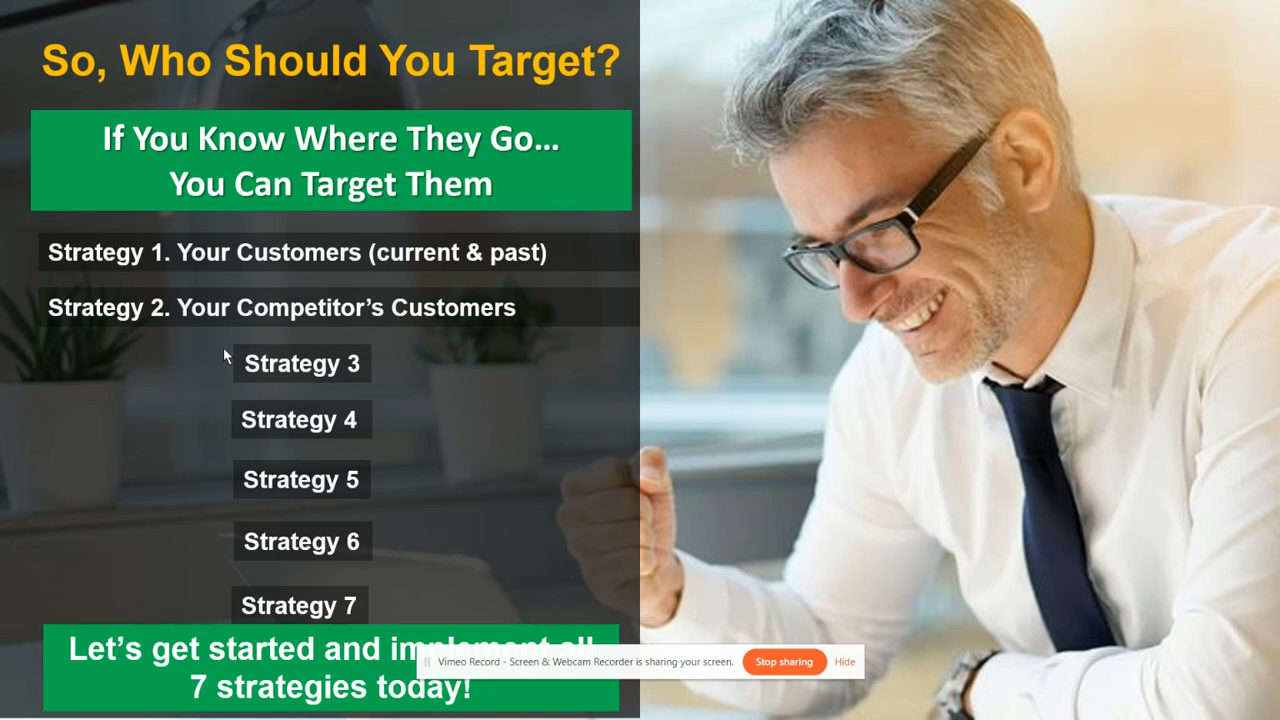 So, Who Should You Target?
If You Know Where They Go...
You Can Target Them
Strategy 1. Your Customers (current & past)
Strategy 2. Your Competitor’s Customers
Strategy 3
Strategy 4
Strategy 5
Strategy 6
Strategy 7
Let’s get started and implement all
7 strategies today!
Vimeo Record - Screen & Webcam Recorder is sharing your screen. Stop sharing Hide